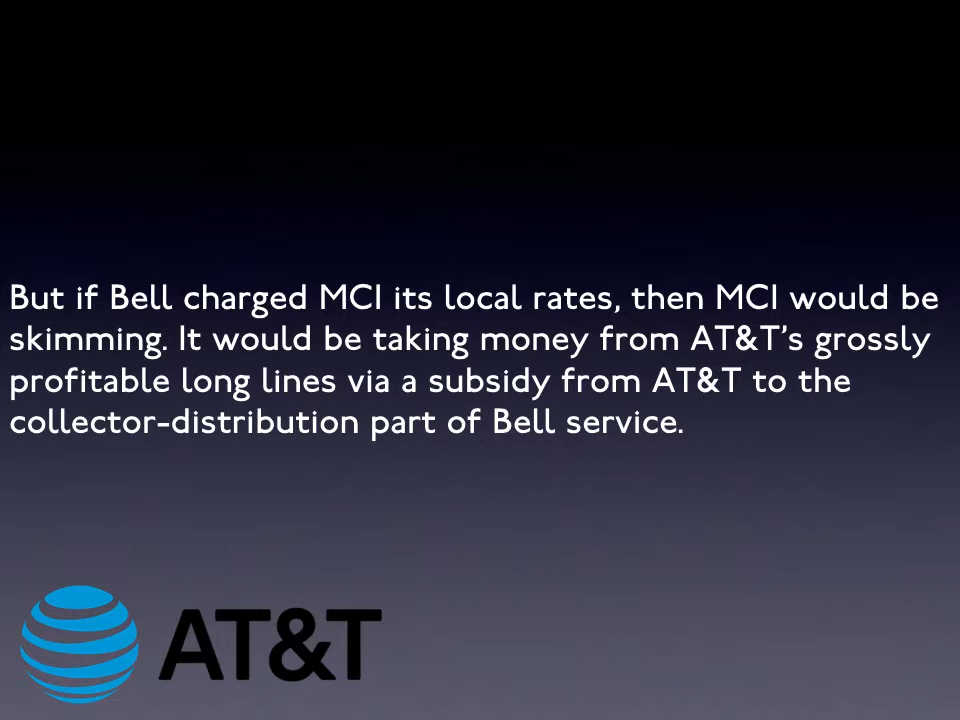 But if Bell charged MCI its local rates, then MCI would be
skimming. It would be taking money from AT&T’s grossly
profitable long lines via a subsidy from AT&T to the
collector-distribution part of Bell service.
AT&T